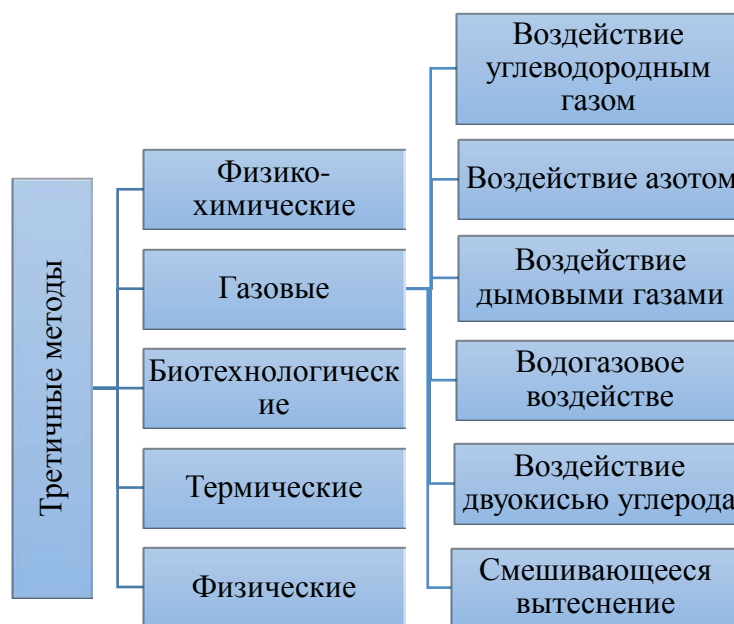 Третичные методы
Физико-
химические
Газовые
Биотехнологическ
ие
Термические
Физические
Воздействие
углеводородным
газом
Воздействие азотом
Воздействие
дымовыми газами
Водогазовое
воздействе
Воздействие
двуокисью углерода
Смешивающееся
вытеснение